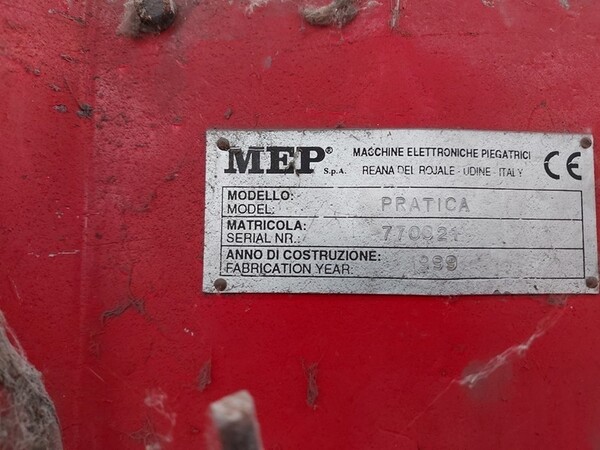 MEP® S.p.A.
MACCHINE ELETTRONICHE PIEGATRICI
REANA DEL ROJALE - UDINE - ITALY
CE
MODELLO:
MODEL: PRATICA
MATRICOLA:
SERIAL NR.:
ANNO DI COSTRUZIONE:
FABRICATION YEAR: